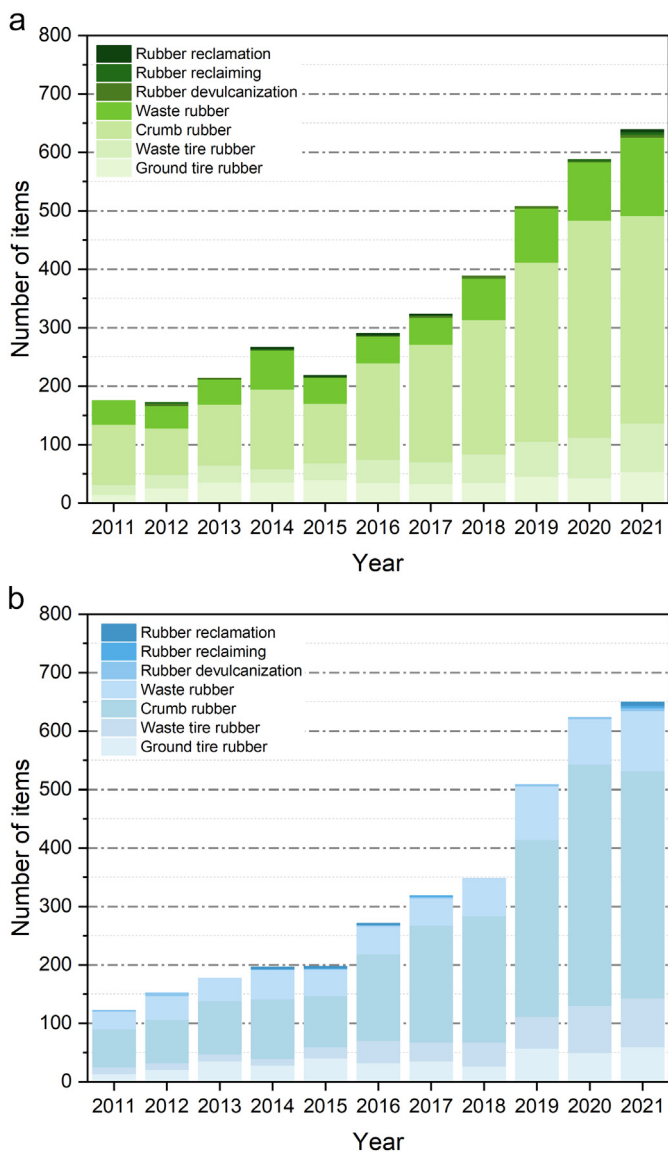 a
800
700
600
500
400
300
200
100
0
Number of items
Rubber reclamation
Rubber reclaiming
Rubber devulcanization
Waste rubber
Crumb rubber
Waste tire rubber
Ground tire rubber
2011 2012 2013 2014 2015 2016 2017 2018 2019 2020 2021
Year
b
800
700
600
500
400
300
200
100
0
Number of items
Rubber reclamation
Rubber reclaiming
Rubber devulcanization
Waste rubber
Crumb rubber
Waste tire rubber
Ground tire rubber
2011 2012 2013 2014 2015 2016 2017 2018 2019 2020 2021
Year